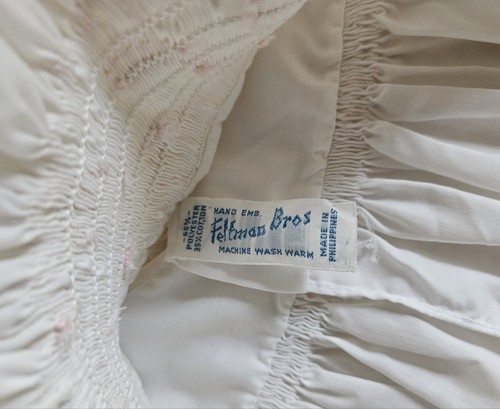 65%
POLYESTER
35% COTTON
HAND EMB.
Feltman Bros
MACHINE WASH WARM
MADE IN
PHILIPPINES